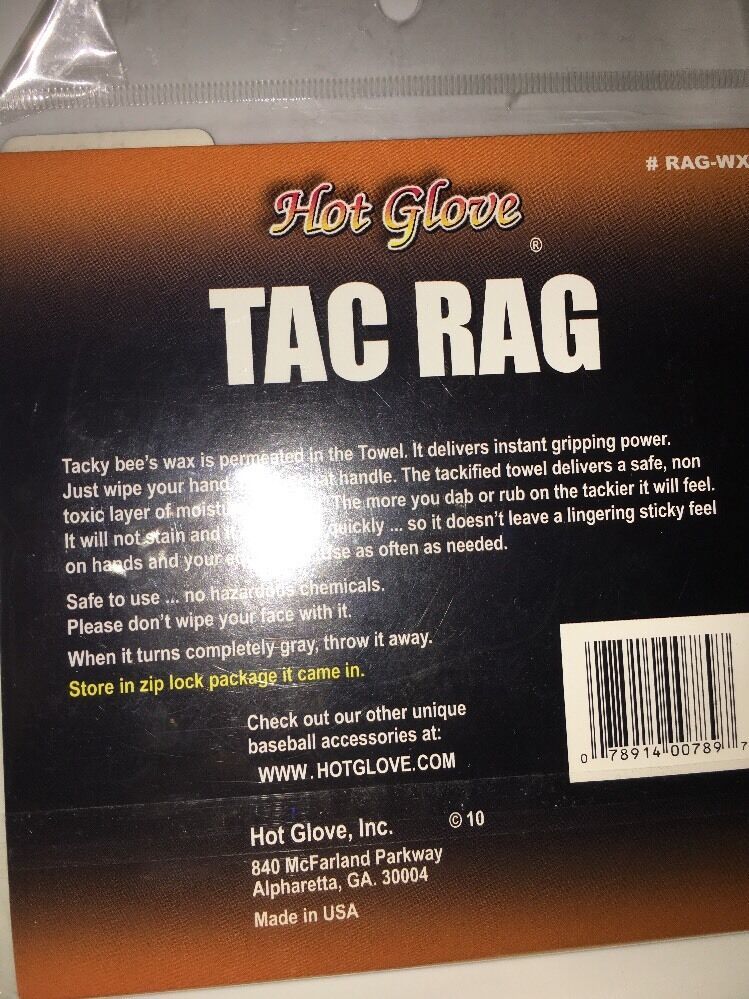 # RAG-WX
Hot Glove
®
TAC RAG
Tacky bee's wax is permeated in the Towel. It delivers instant gripping power.
Just wipe your hand handle. The tackified towel delivers a safe, non
toxic layer of The more you dab or rub on the tackier it will feel.
It will not stain and quickly ... so it doesn't leave a lingering sticky feel
on hands and your as often as needed.
Safe to use ... no hazardous chemicals.
Please don't wipe your face with it.
When it turns completely gray, throw it away.
Store in zip lock package it came in.
Check out our other unique
baseball accessories at:
WWW.HOTGLOVE.COM
0 78914 00789 7
Hot Glove, Inc. © 10
840 McFarland Parkway
Alpharetta, GA. 30004
Made in USA